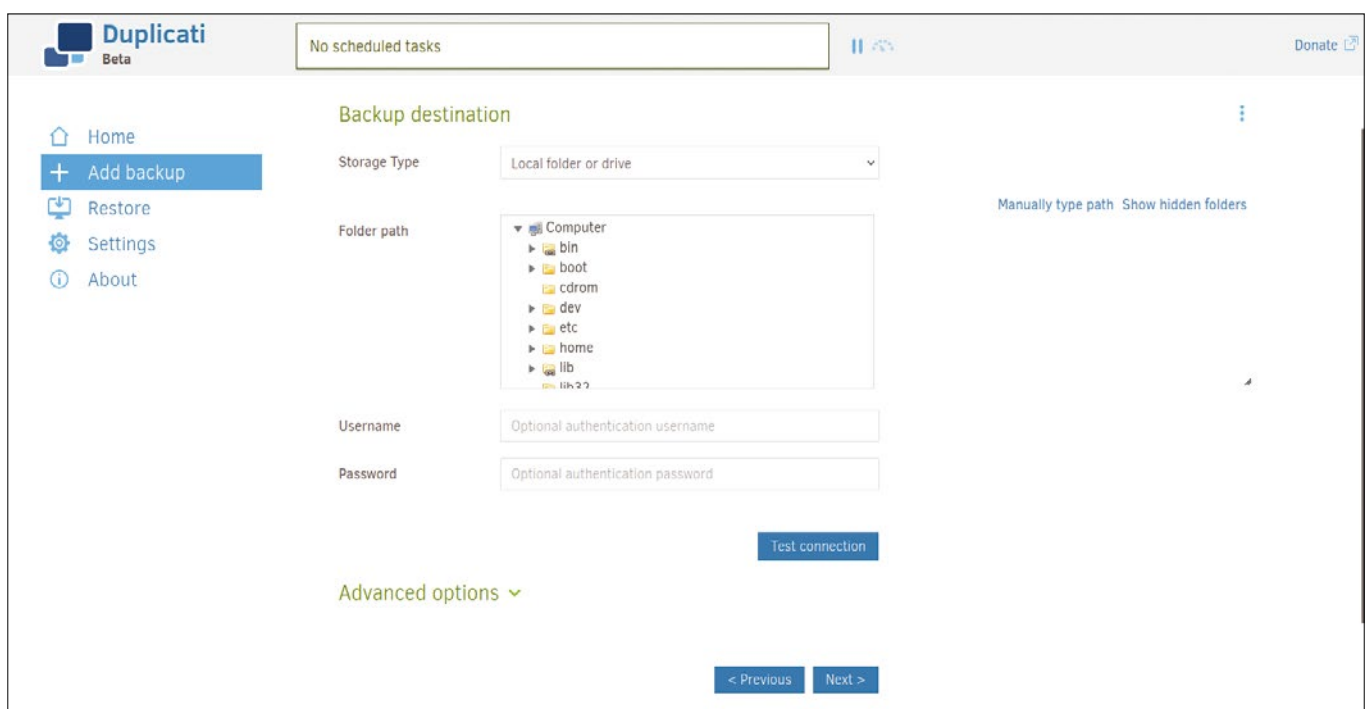 Duplicati
Beta
No scheduled tasks
Donate
Home
Add backup
Restore
Settings
About
Backup destination
Storage Type
Local folder or drive
Manually type path Show hidden folders
Folder path
Computer
bin
boot
cdrom
dev
etc
home
lib
lib32
Username
Optional authentication username
Password
Optional authentication password
Test connection
Advanced options
< Previous
Next >